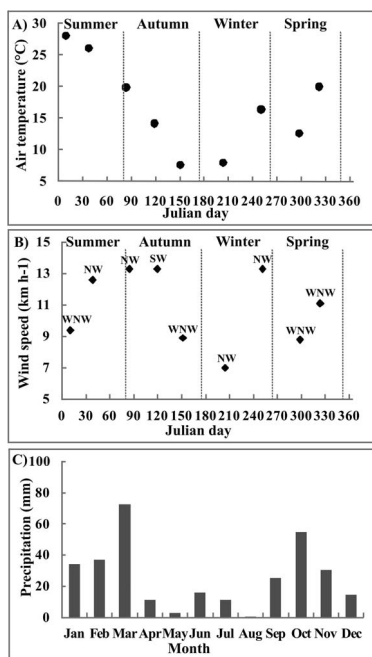 A) Summer Autumn Winter Spring
30
25
20
15
10
5
Air temperature (°C)
0 30 60 90 120 150 180 210 240 270 300 330 360
Julian day
B) Summer Autumn Winter Spring
15
13
11
9
7
5
Wind speed (km h-1)
WNW
NW
NW
SW
WNW
NW
NW
WNW
WNW
0 30 60 90 120 150 180 210 240 270 300 330 360
Julian day
C)
100
80
60
40
20
0
Precipitation (mm)
Jan Feb Mar Apr May Jun Jul Aug Sep Oct Nov Dec
Month